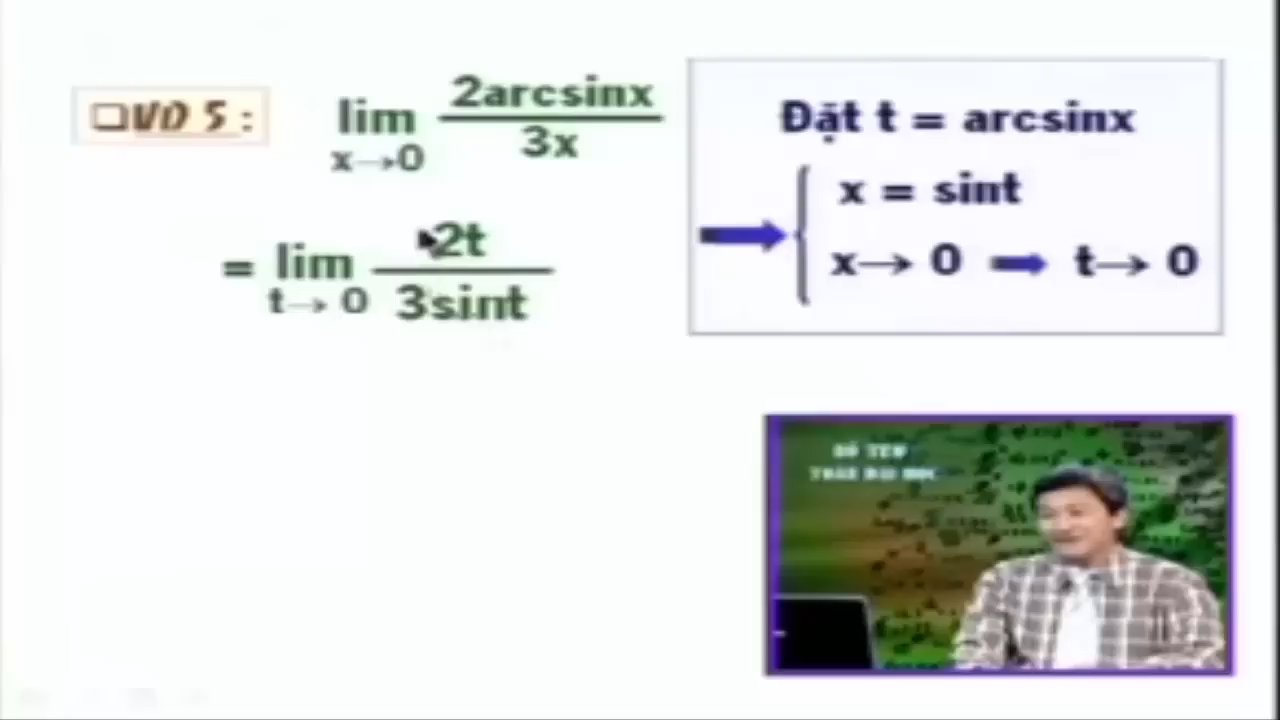 ❑VD 5 :
lim x→0 2arcsinx / 3x
= lim t→0 2t / 3sint
Đặt t = arcsinx
x = sint
x→ 0 ➡ t→ 0